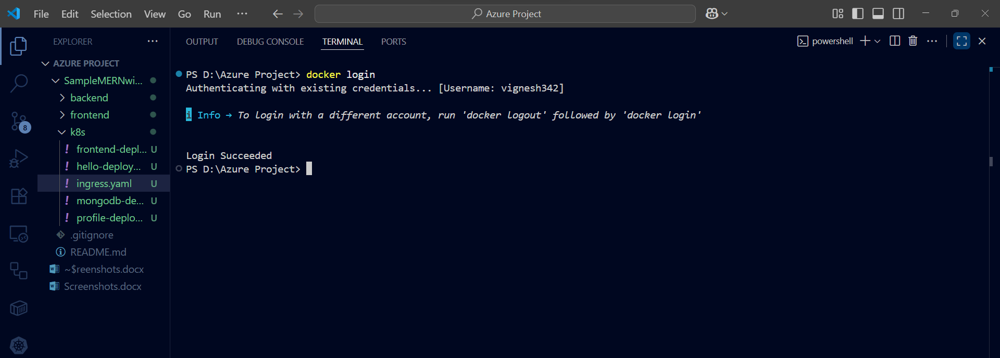 File Edit Selection View Go Run ··· ← → Azure Project
EXPLORER ···
AZURE PROJECT
SampleMERNwi...
backend
frontend
8
k8s
! frontend-depl... U
! hello-deploy... U
! ingress.yaml U
! mongodb-de... U
! profile-deplo... U
.gitignore
README.md
~$reenshots.docx
Screenshots.docx
OUTPUT DEBUG CONSOLE TERMINAL PORTS
powershell
PS D:\Azure Project> docker login
Authenticating with existing credentials... [Username: vignesh342]
i Info → To login with a different account, run 'docker logout' followed by 'docker login'
Login Succeeded
PS D:\Azure Project>